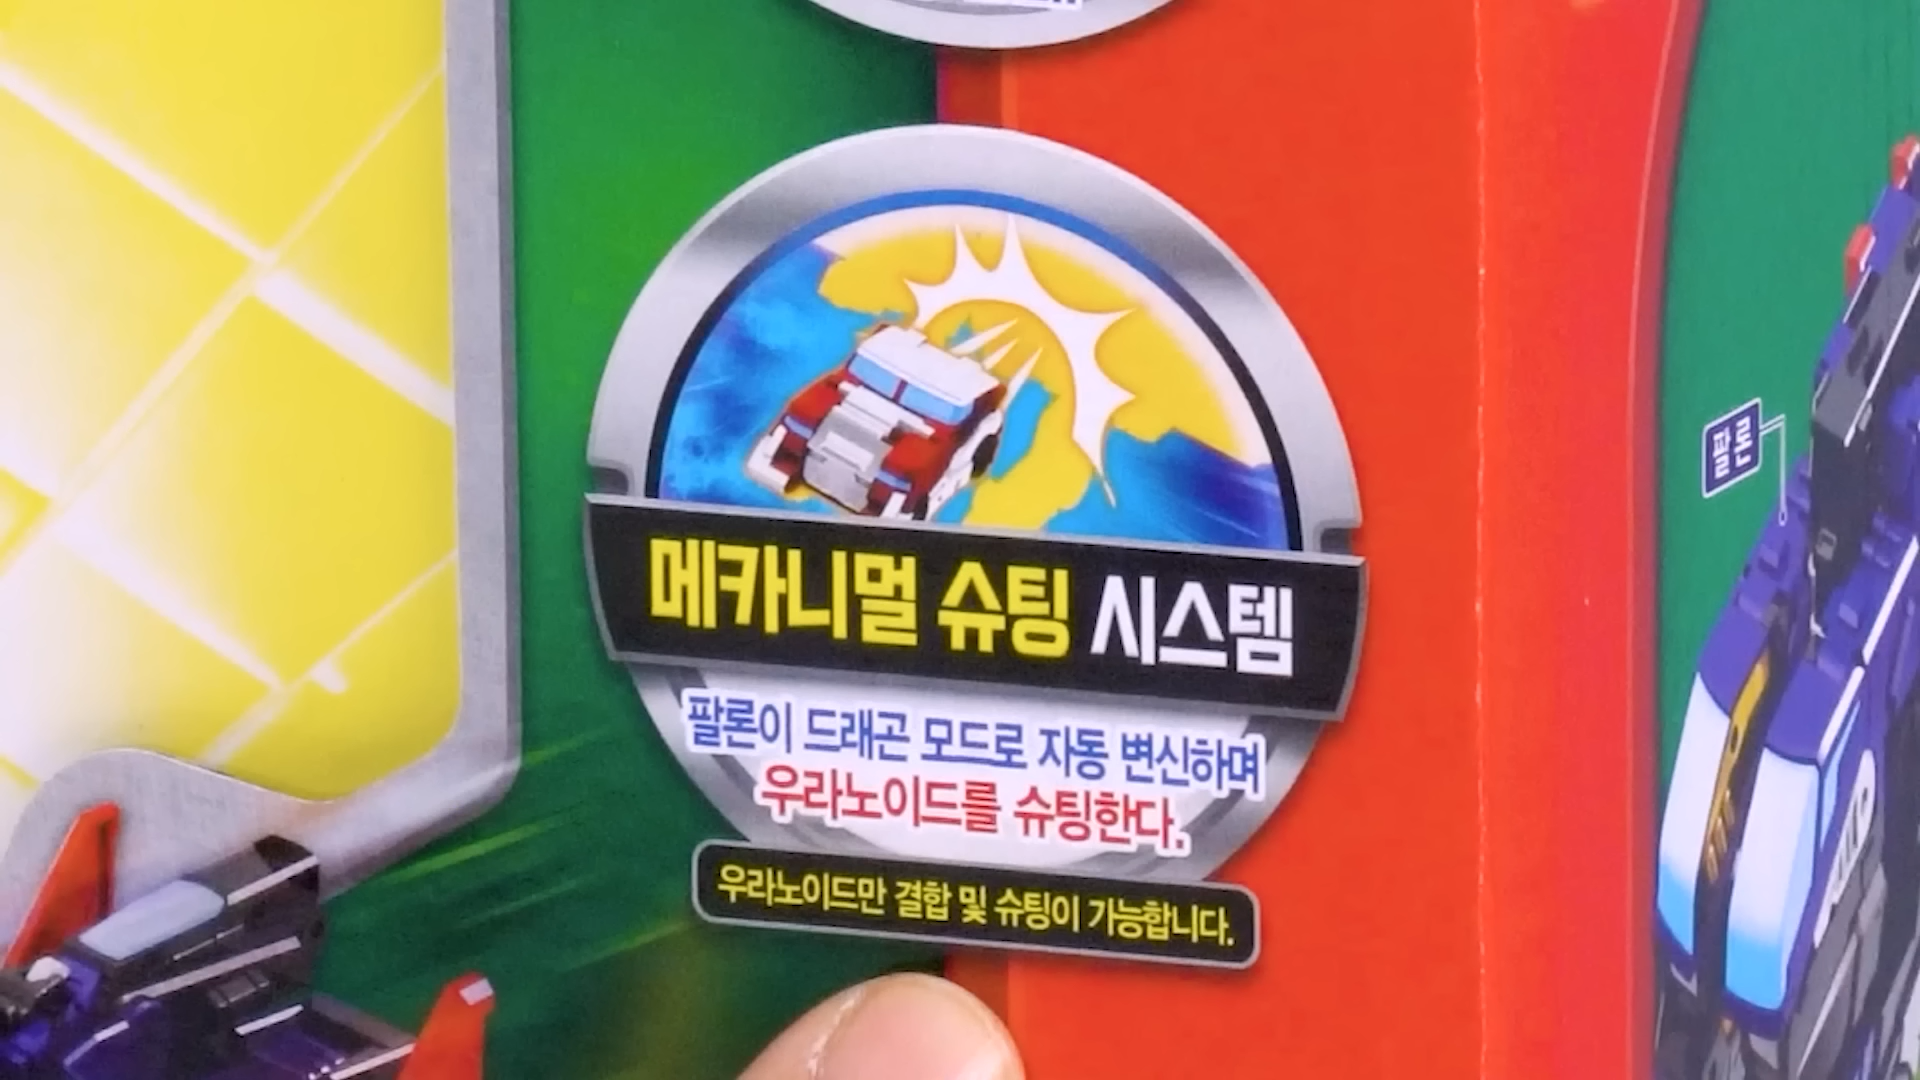 메카니멀 슈팅 시스템
팔론이 드래곤 모드로 자동 변신하며
우라노이드를 슈팅한다.
우라노이드만 결합 및 슈팅이 가능합니다.
팔론